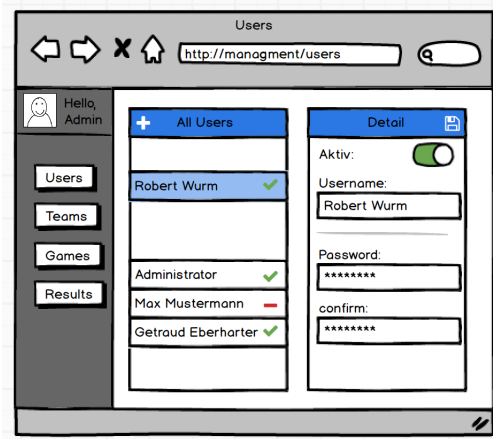 Users
http://managment/users
Hello,
Admin
Users
Teams
Games
Results
All Users
Robert Wurm
Administrator
Max Mustermann
Getraud Eberharter
Detail
Aktiv:
Username:
Robert Wurm
Password:
********
confirm:
********